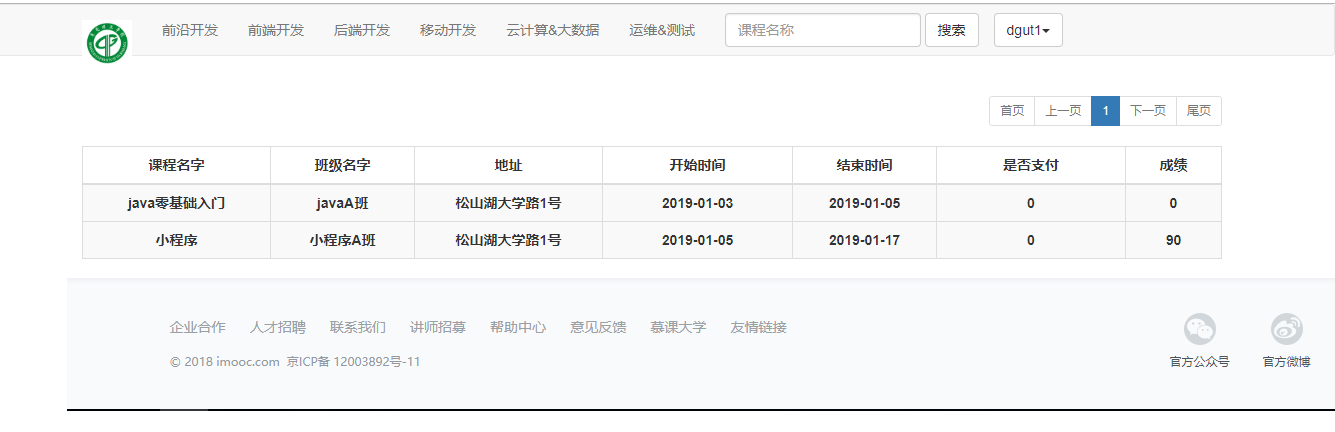 前沿开发 前端开发 后端开发 移动开发 云计算&大数据 运维&测试 课程名称 搜索 dgut1
首页 上一页 1 下一页 尾页
课程名字 班级名字 地址 开始时间 结束时间 是否支付 成绩
java零基础入门 javaA班 松山湖大学路1号 2019-01-03 2019-01-05 0 0
小程序 小程序A班 松山湖大学路1号 2019-01-05 2019-01-17 0 90
企业合作 人才招聘 联系我们 讲师招募 帮助中心 意见反馈 慕课大学 友情链接
© 2018 imooc.com 京ICP备 12003892号-11
官方公众号 官方微博